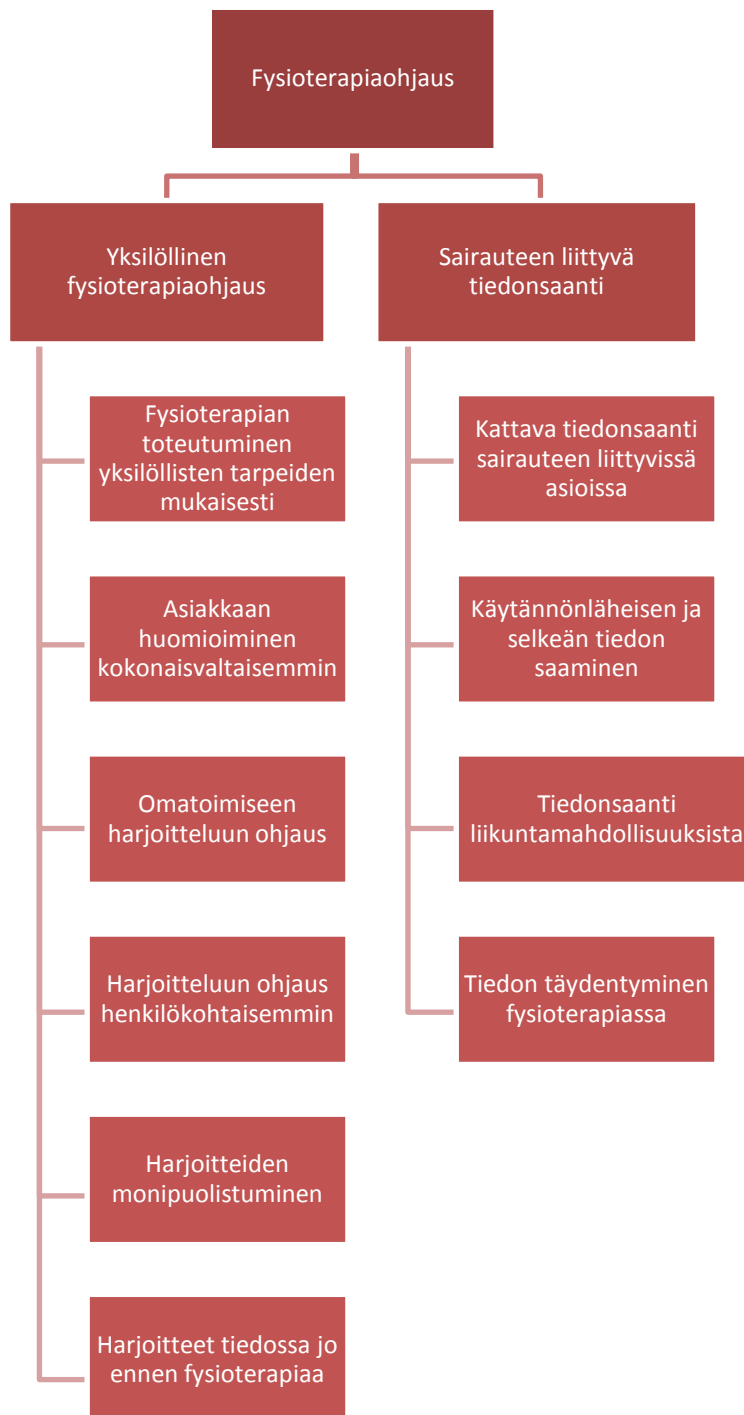 Fysioterapiaohjaus
Yksilöllinen
fysioterapiaohjaus
Fysioterapian
toteutuminen
yksilöllisten tarpeiden
mukaisesti
Asiakkaan
huomioiminen
kokonaisvaltaisemmin
Omatoimiseen
harjoitteluun ohjaus
Harjoitteluun ohjaus
henkilökohtaisemmin
Harjoitteiden
monipuolistuminen
Harjoitteet tiedossa jo
ennen fysioterapiaa
Sairauteen liittyvä
tiedonsaanti
Kattava tiedonsaanti
sairauteen liittyvissä
asioissa
Käytännönläheisen ja
selkeän tiedon
saaminen
Tiedonsaanti
liikuntamahdollisuuksista
Tiedon täydentyminen
fysioterapiassa